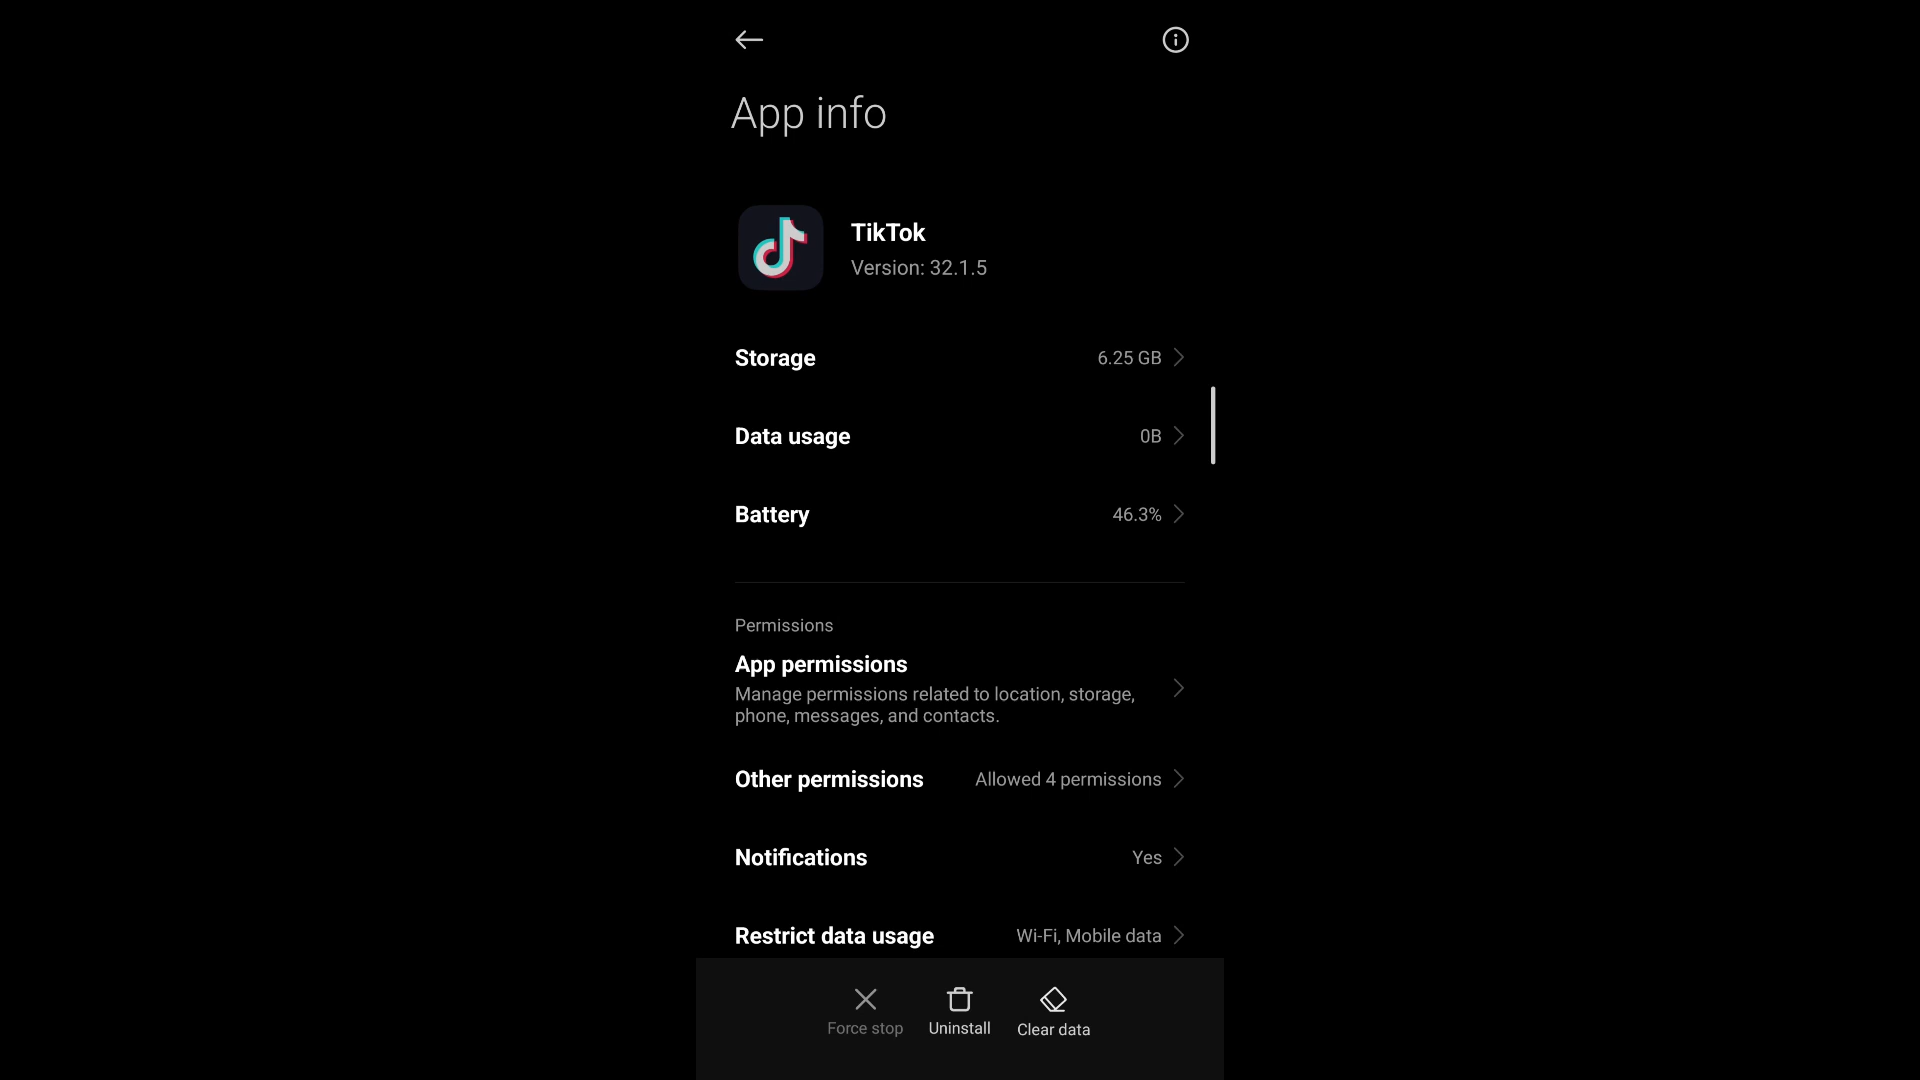 App info
TikTok
Version: 32.1.5
Storage 6.25 GB
Data usage 0B
Battery 46.3%
Permissions
App permissions
Manage permissions related to location, storage,
phone, messages, and contacts.
Other permissions Allowed 4 permissions
Notifications Yes
Restrict data usage Wi-Fi, Mobile data
Force stop Uninstall Clear data